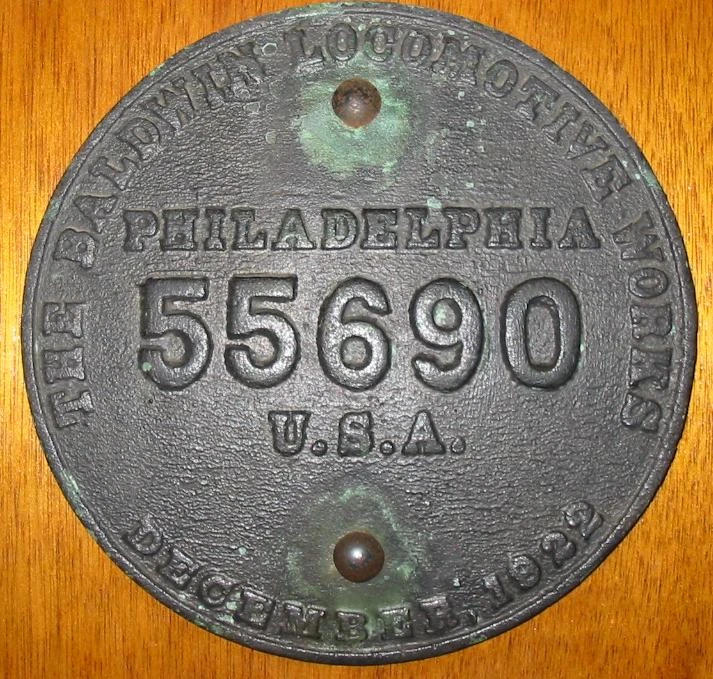 THE BALDWIN LOCOMOTIVE WORKS
PHILADELPHIA
55690
U.S.A.
DECEMBER, 1922